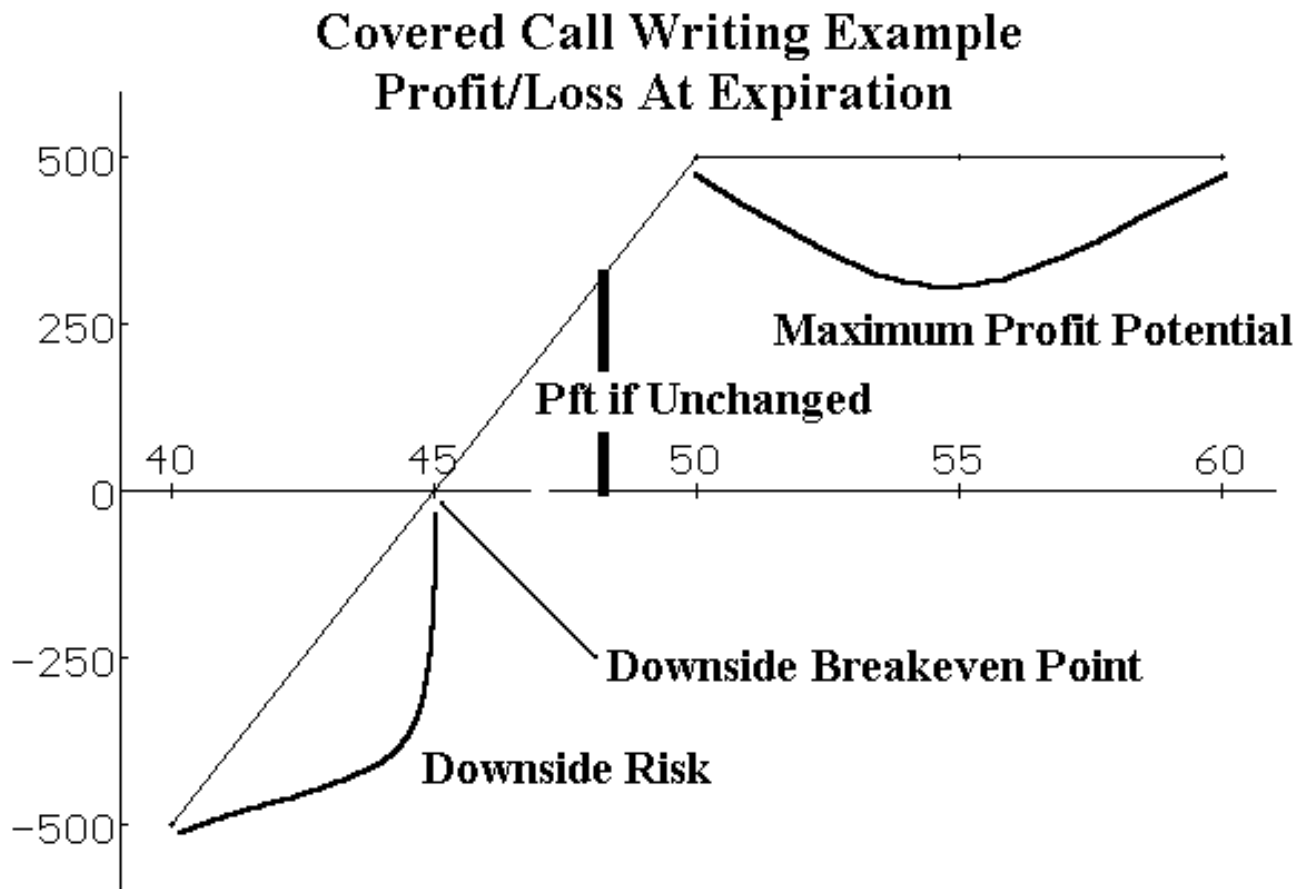 Covered Call Writing Example
Profit/Loss At Expiration
500
250
Maximum Profit Potential
Pft if Unchanged
40 45 50 55 60
0
-250
Downside Breakeven Point
Downside Risk
-500